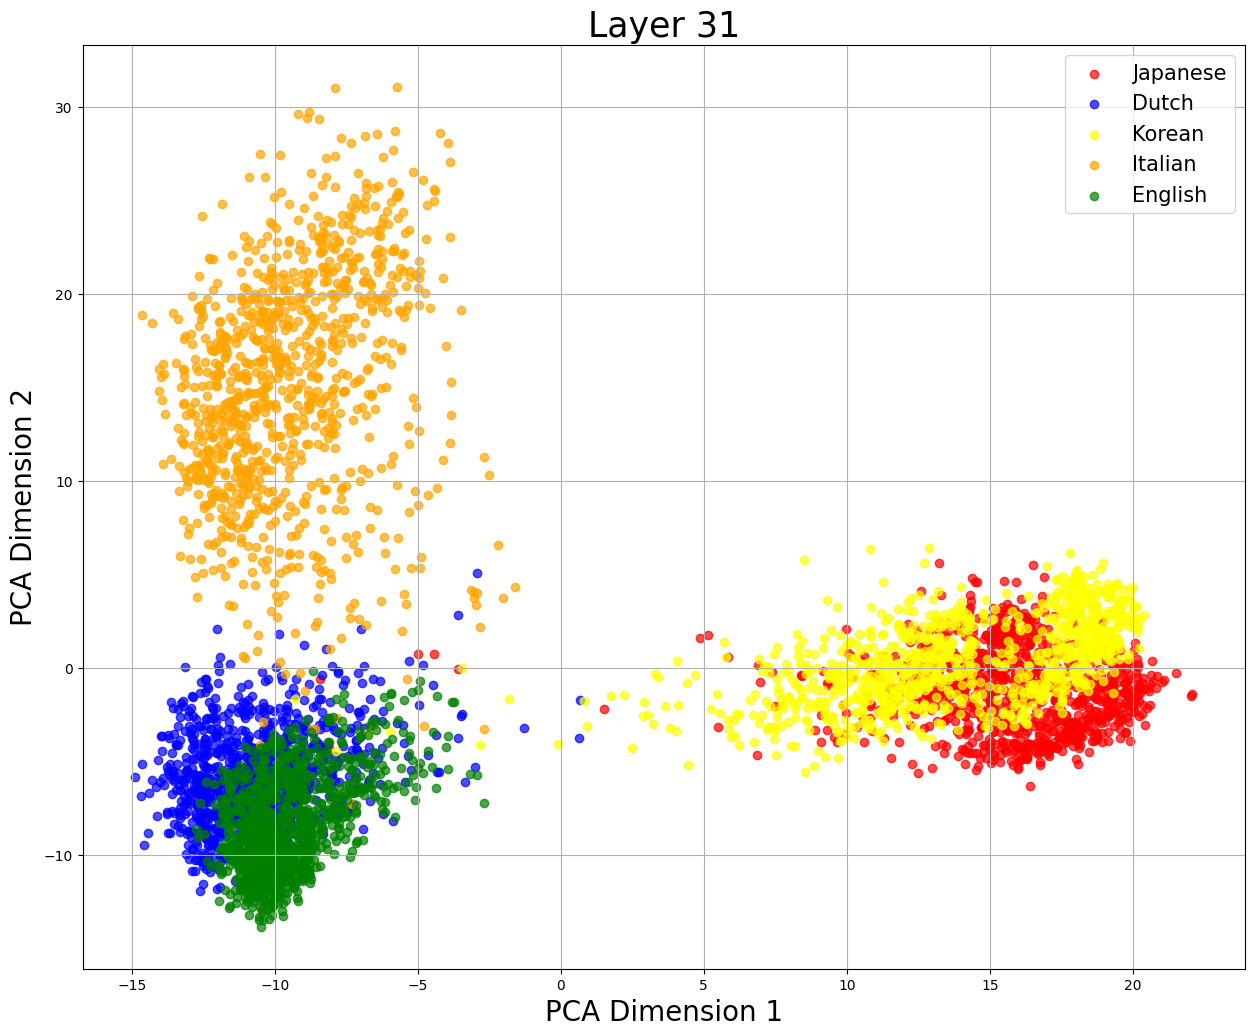 Layer 31
Japanese
Dutch
Korean
Italian
English
30
20
10
0
−10
PCA Dimension 2
−15
−10
−5
0
5
10
15
20
PCA Dimension 1